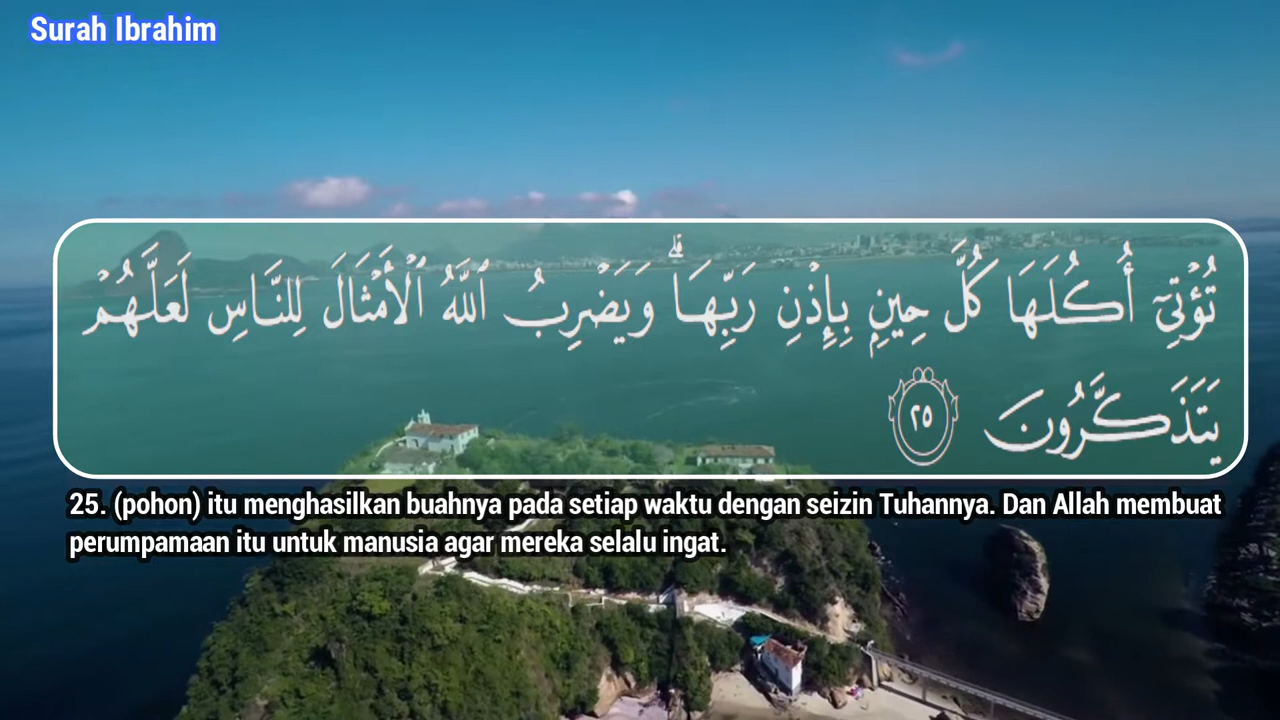 Surah Ibrahim
تُؤْتِىٓ أُكُلَهَا كُلَّ حِينٍۭ بِإِذْنِ رَبِّهَا ۗ وَيَضْرِبُ ٱللَّهُ ٱلْأَمْثَالَ لِلنَّاسِ لَعَلَّهُمْ
يَتَذَكَّرُونَ ٢٥
25. (pohon) itu menghasilkan buahnya pada setiap waktu dengan seizin Tuhannya. Dan Allah membuat
perumpamaan itu untuk manusia agar mereka selalu ingat.